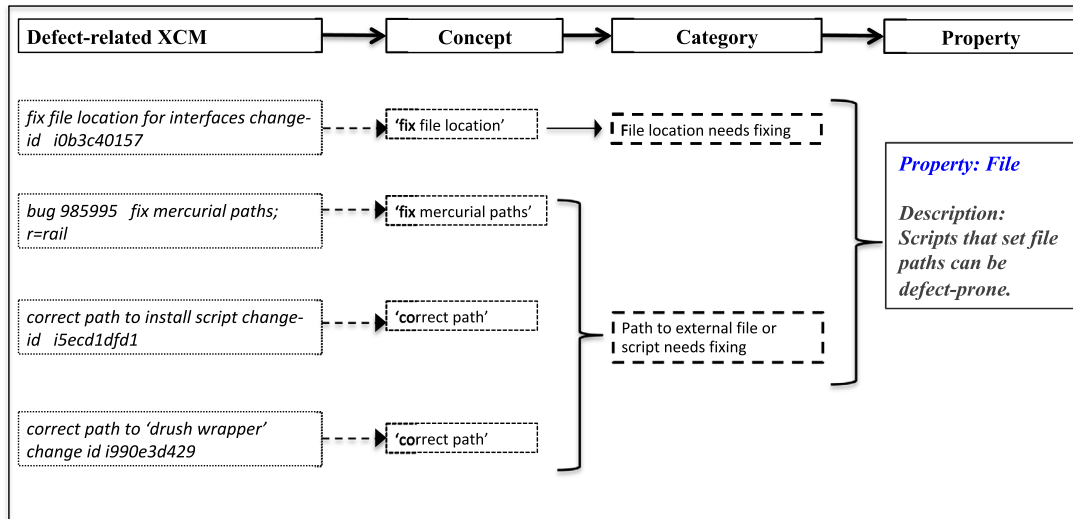 Defect-related XCM
Concept
Category
Property
fix file location for interfaces change-
id i0b3c40157
‘fix file location’
File location needs fixing
bug 985995 fix mercurial paths;
r=rail
‘fix mercurial paths’
correct path to install script change-
id i5ecd1dfd1
‘correct path’
Path to external file or
script needs fixing
correct path to ‘drush wrapper’
change id i990e3d429
‘correct path’
Property: File
Description:
Scripts that set file
paths can be
defect-prone.